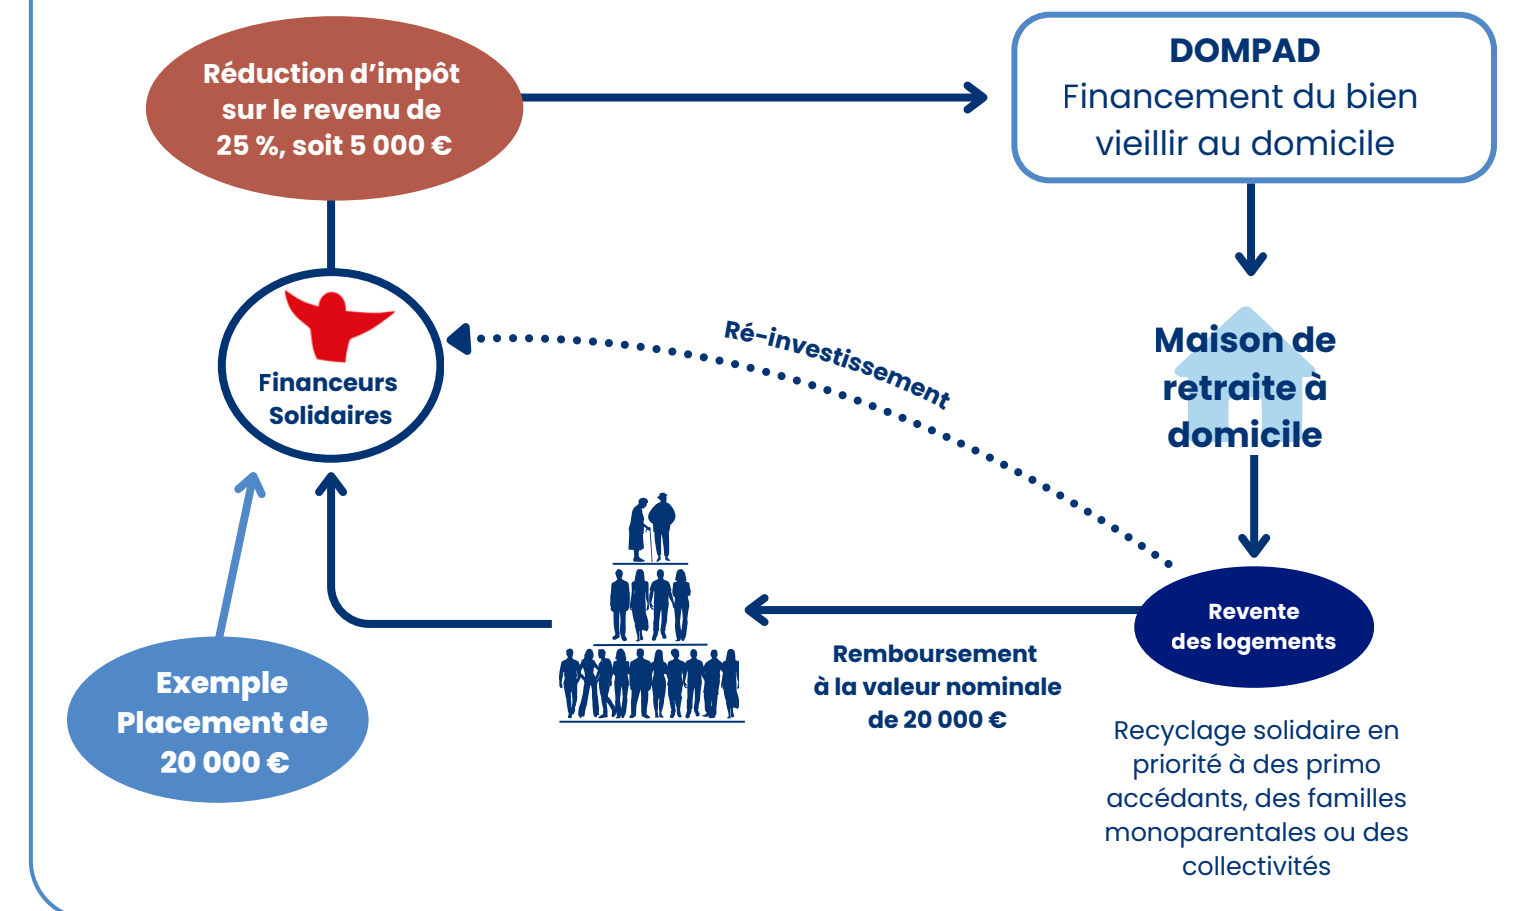 Réduction d’impôt
sur le revenu de
25 %, soit 5 000 €
DOMPAD
Financement du bien
vieillir au domicile
Financeurs
Solidaires
Ré-investissement
Maison de
retraite à
domicile
Exemple
Placement de
20 000 €
Remboursement
à la valeur nominale
de 20 000 €
Revente
des logements
Recyclage solidaire en
priorité à des primo
accédants, des familles
monoparentales ou des
collectivités